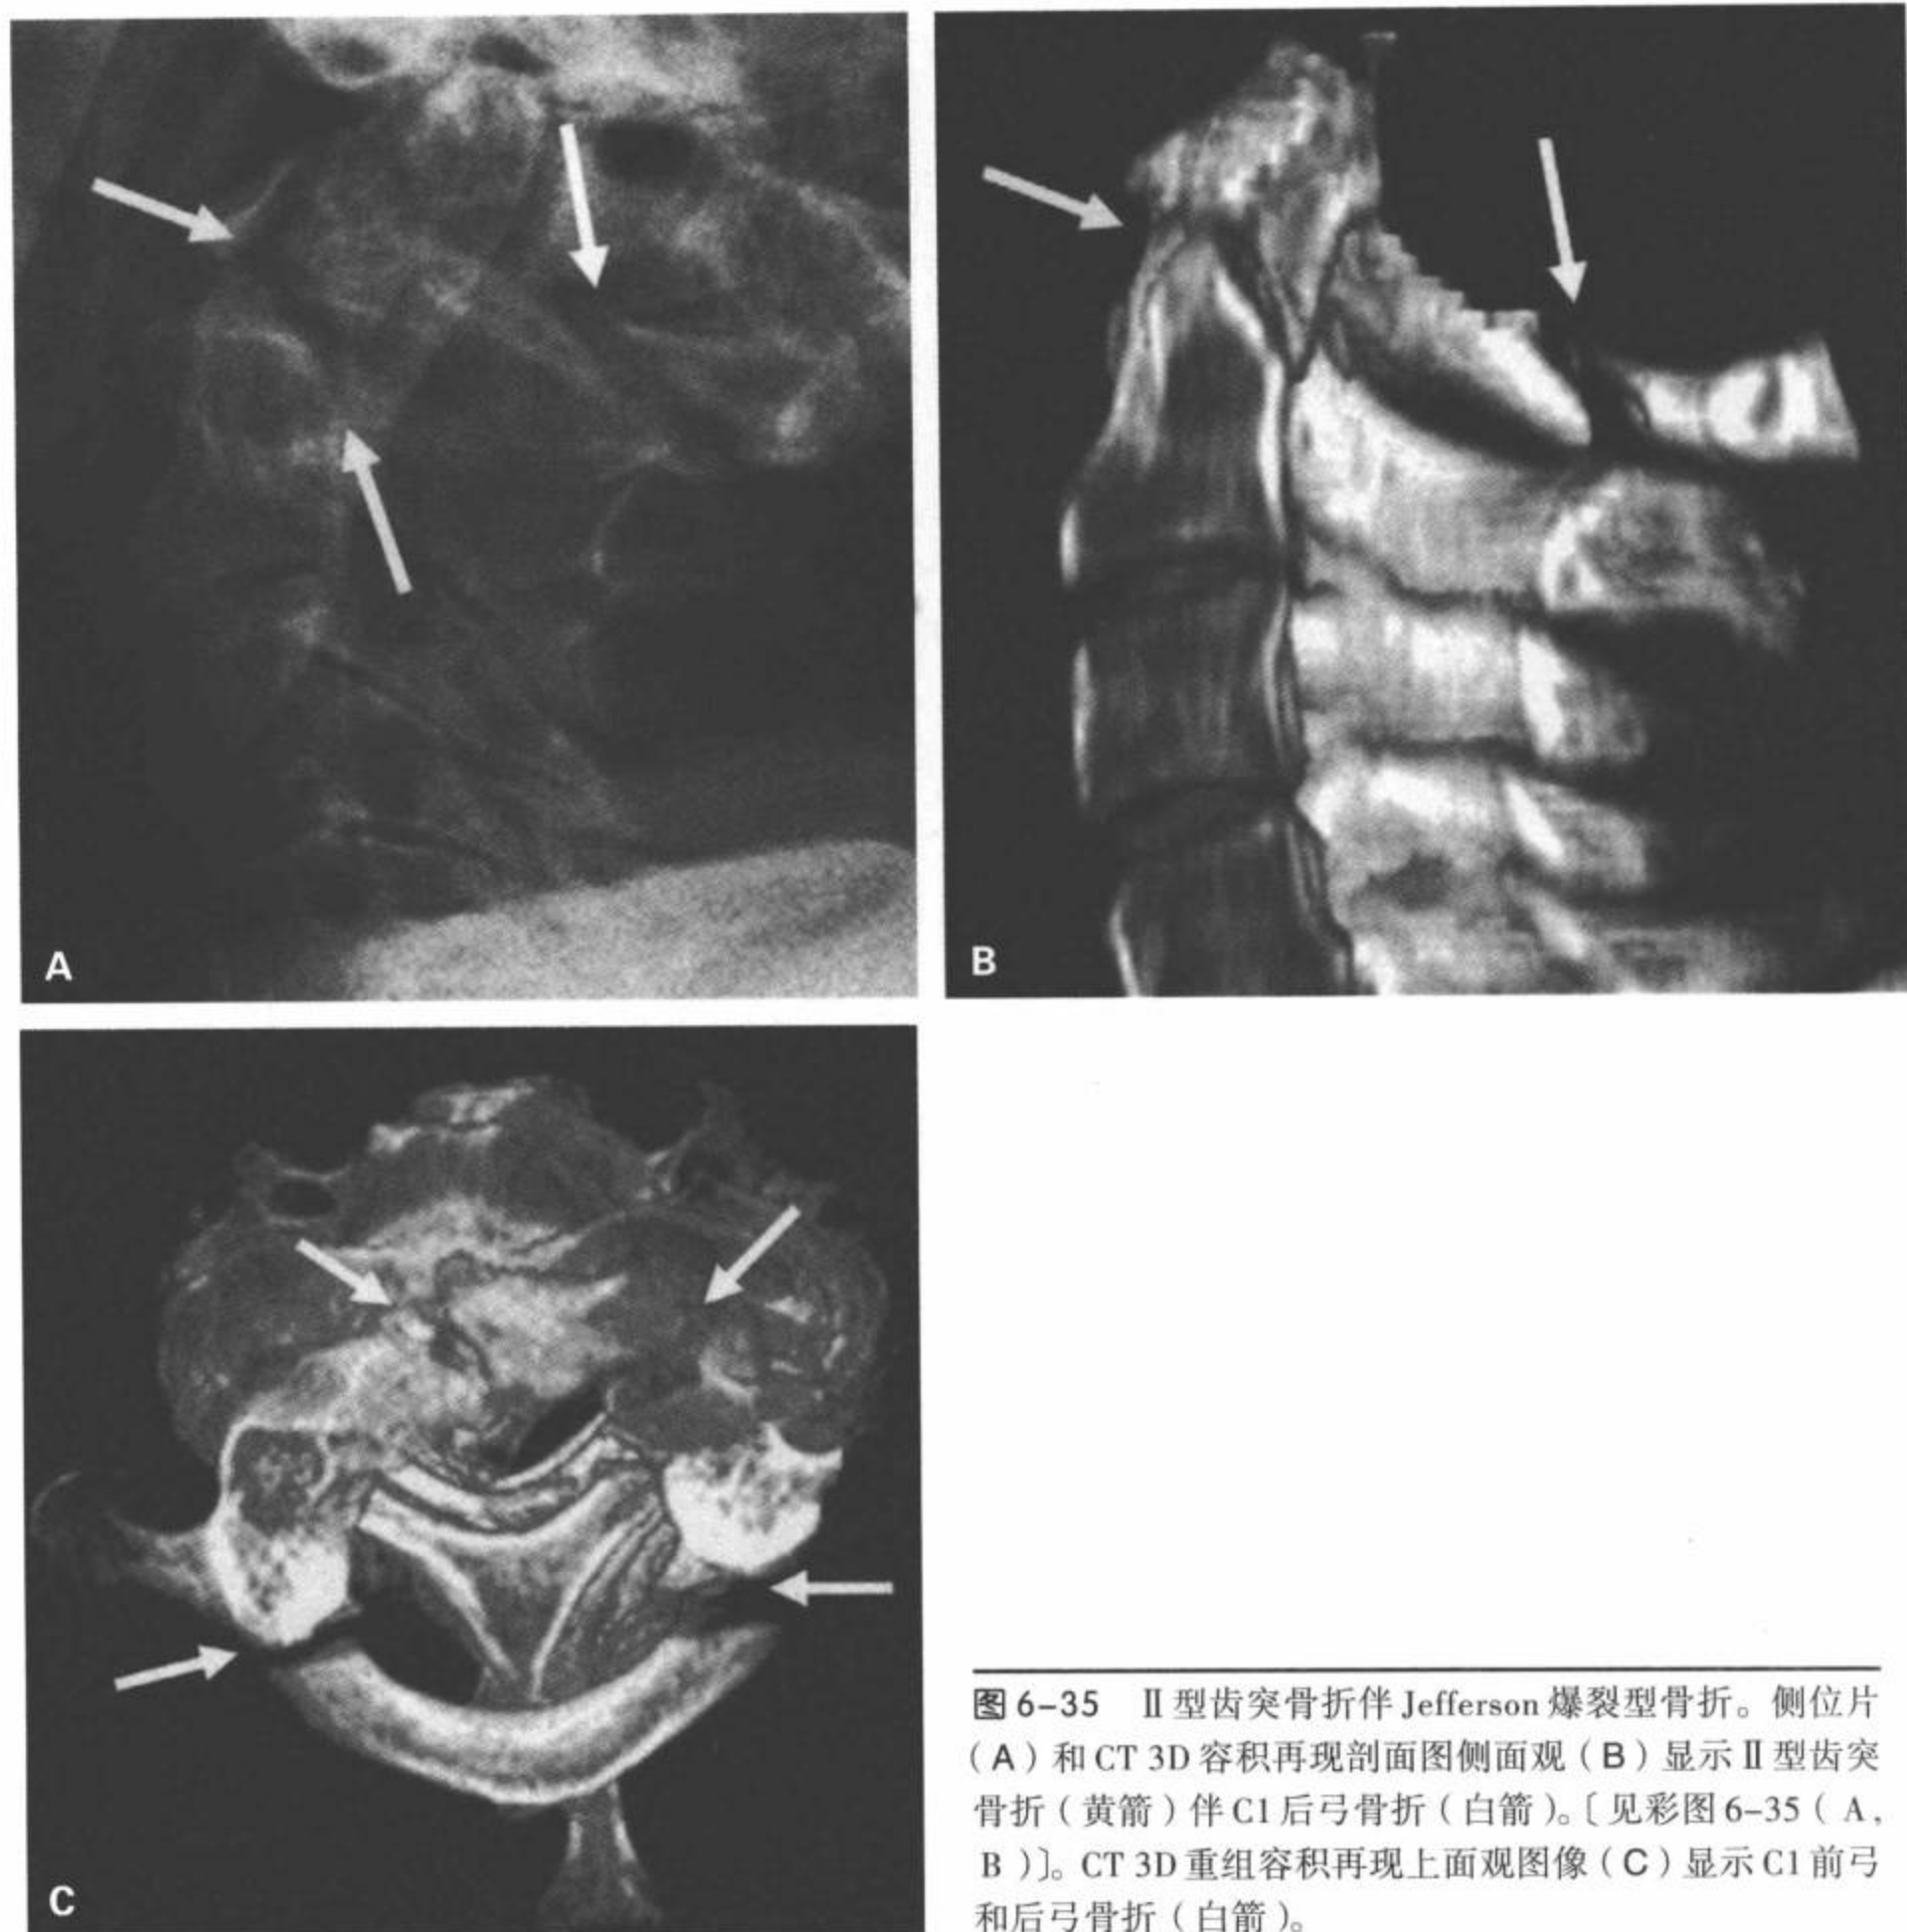 A
B
C
图 6-35 Ⅱ型齿突骨折伴 Jefferson 爆裂型骨折。侧位片
（A）和 CT 3D 容积再现剖面图侧面观（B）显示Ⅱ型齿突
骨折（黄箭）伴 C1 后弓骨折（白箭）。〔见彩图 6-35（A，
B）〕。CT 3D 重组容积再现上面观图像（C）显示 C1 前弓
和后弓骨折（白箭）。